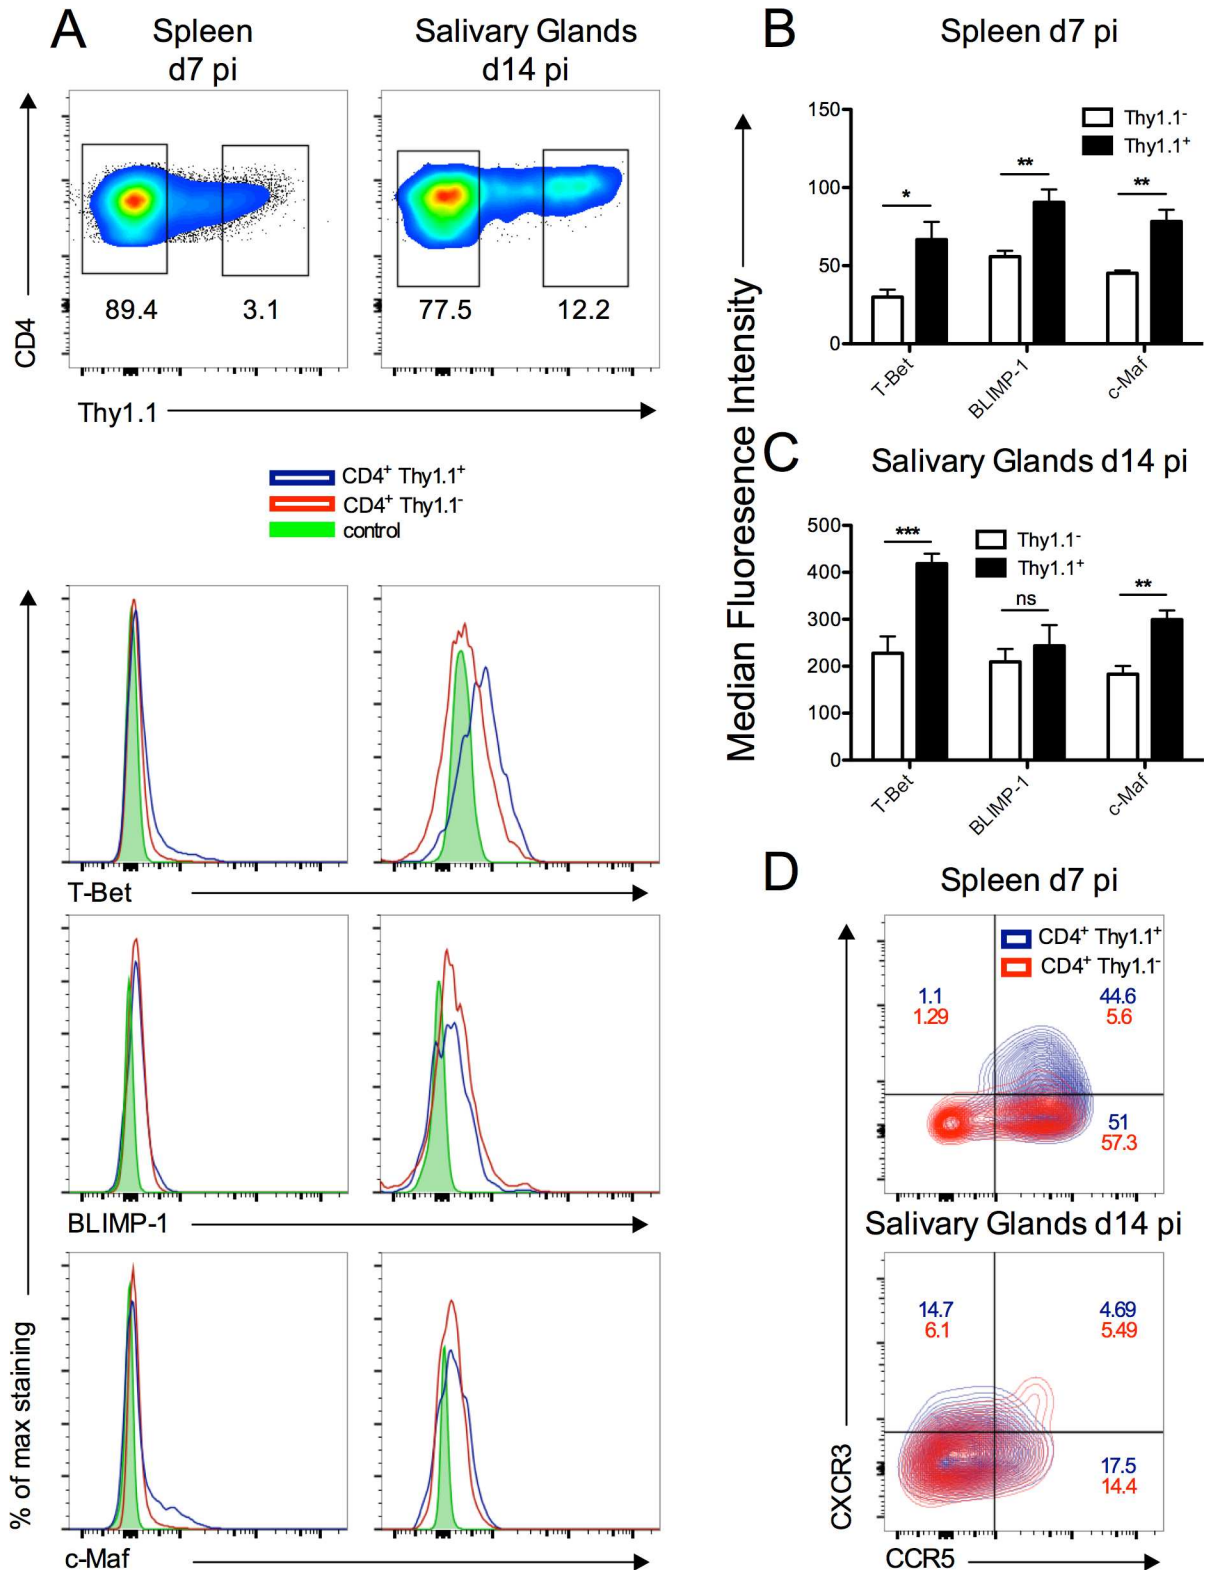 A
Spleen
d7 pi
Salivary Glands
d14 pi
CD4
89.4
3.1
77.5
12.2
Thy1.1
CD4+ Thy1.1+
CD4+ Thy1.1-
control
% of max staining
T-Bet
BLIMP-1
c-Maf
B
Spleen d7 pi
Median Fluoresence Intensity
150
100
50
0
Thy1.1-
Thy1.1+
*
**
**
T-Bet
BLIMP-1
c-Maf
C
Salivary Glands d14 pi
500
400
300
200
100
0
Thy1.1-
Thy1.1+
***
ns
**
T-Bet
BLIMP-1
c-Maf
D
Spleen d7 pi
CD4+ Thy1.1+
CD4+ Thy1.1-
1.1
1.29
44.6
5.6
51
57.3
Salivary Glands d14 pi
14.7
6.1
4.69
5.49
17.5
14.4
CXCR3
CCR5